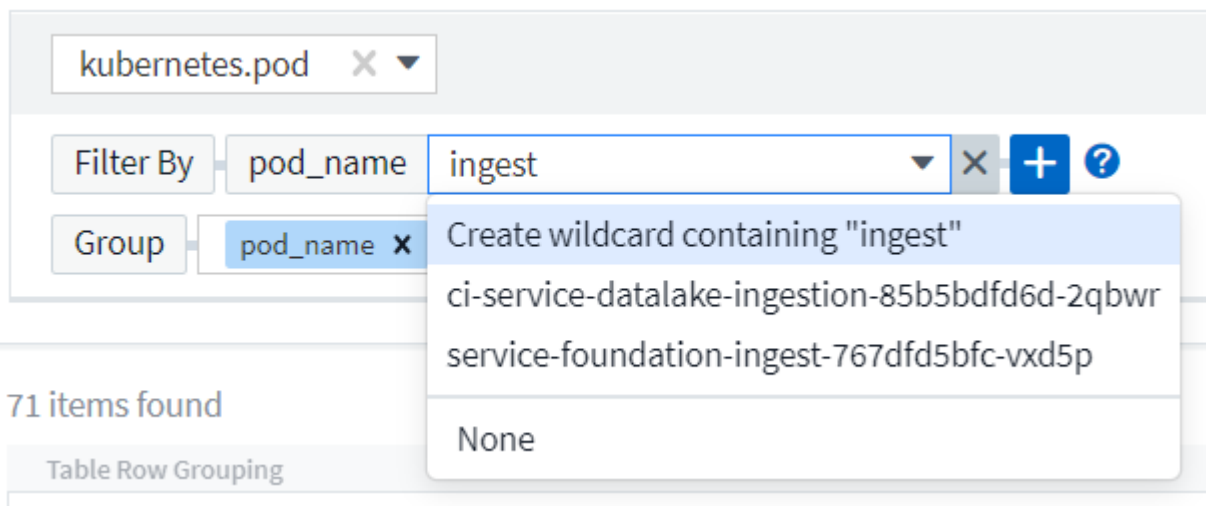 kubernetes.pod
Filter By pod_name ingest
Group pod_name
Create wildcard containing "ingest"
ci-service-datalake-ingestion-85b5bdfd6d-2qbwr
service-foundation-ingest-767dfd5bfc-vxd5p
None
71 items found
Table Row Grouping